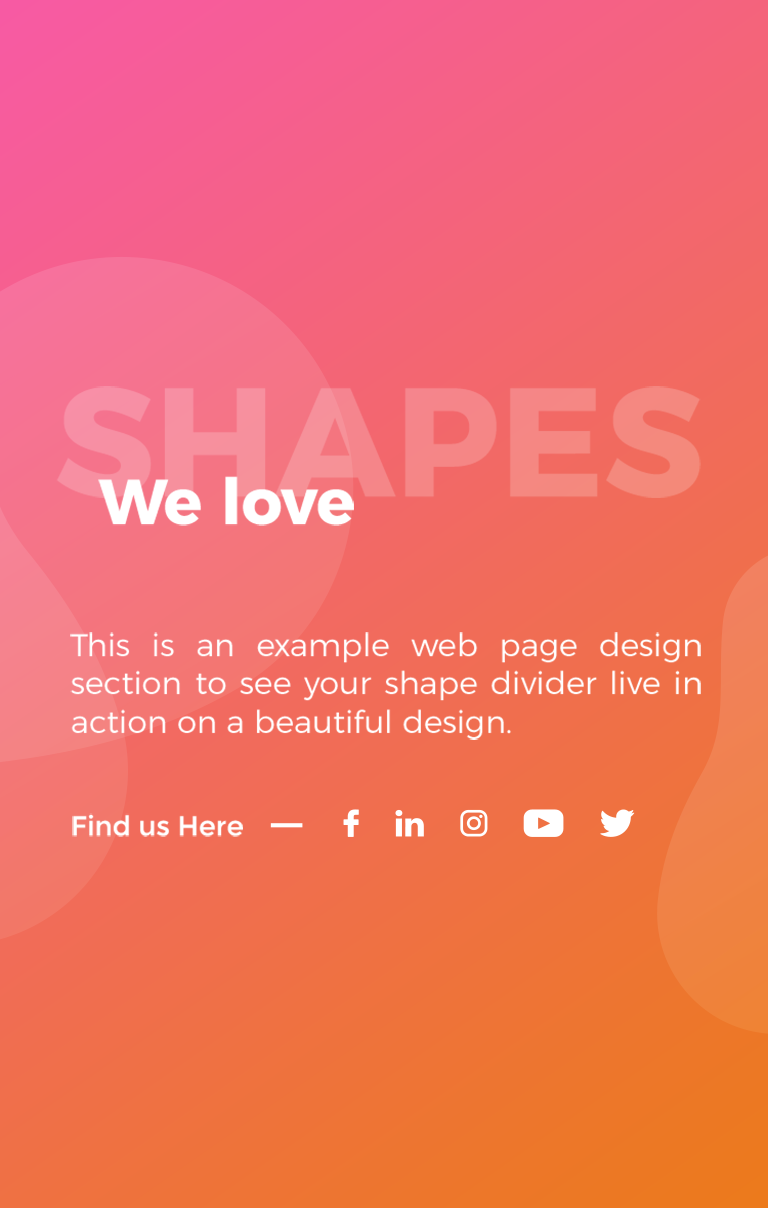 SHAPES
We love
This is an example web page design
section to see your shape divider live in
action on a beautiful design.
Find us Here —